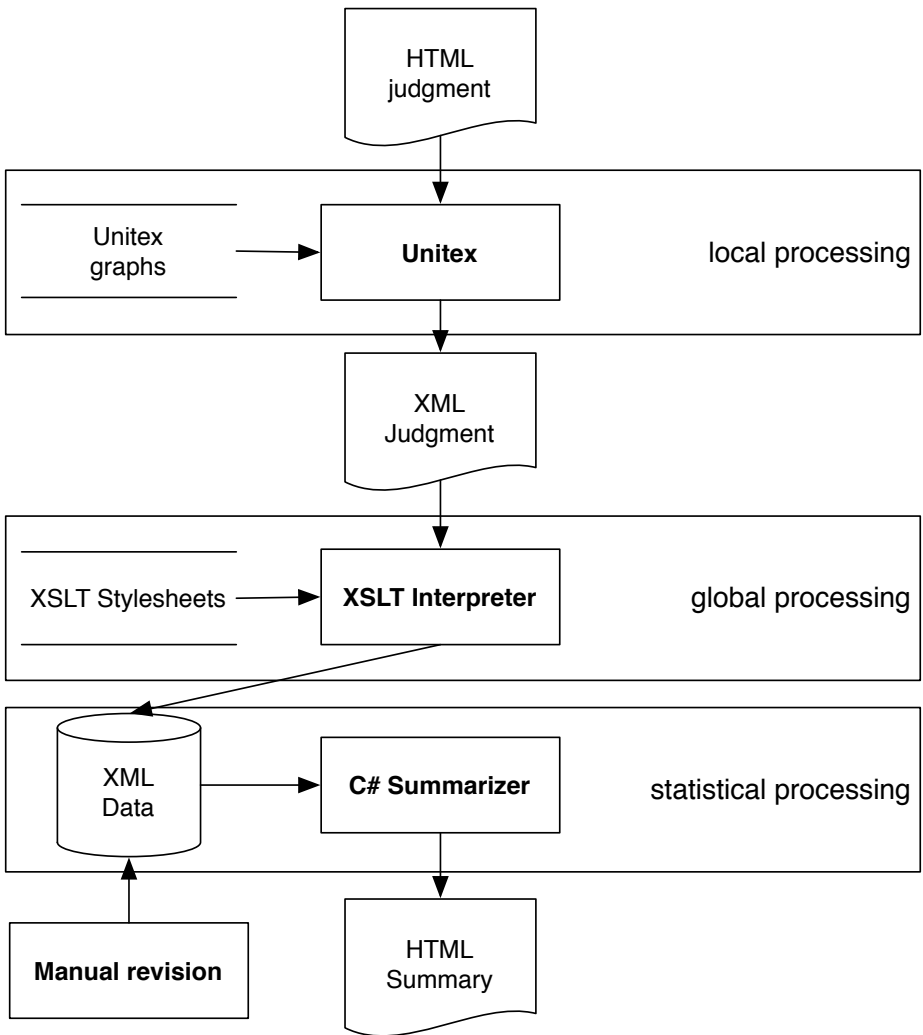 HTML
judgment
Unitex
graphs
Unitex
local processing
XML
Judgment
XSLT Stylesheets
XSLT Interpreter
global processing
XML
Data
C# Summarizer
statistical processing
Manual revision
HTML
Summary